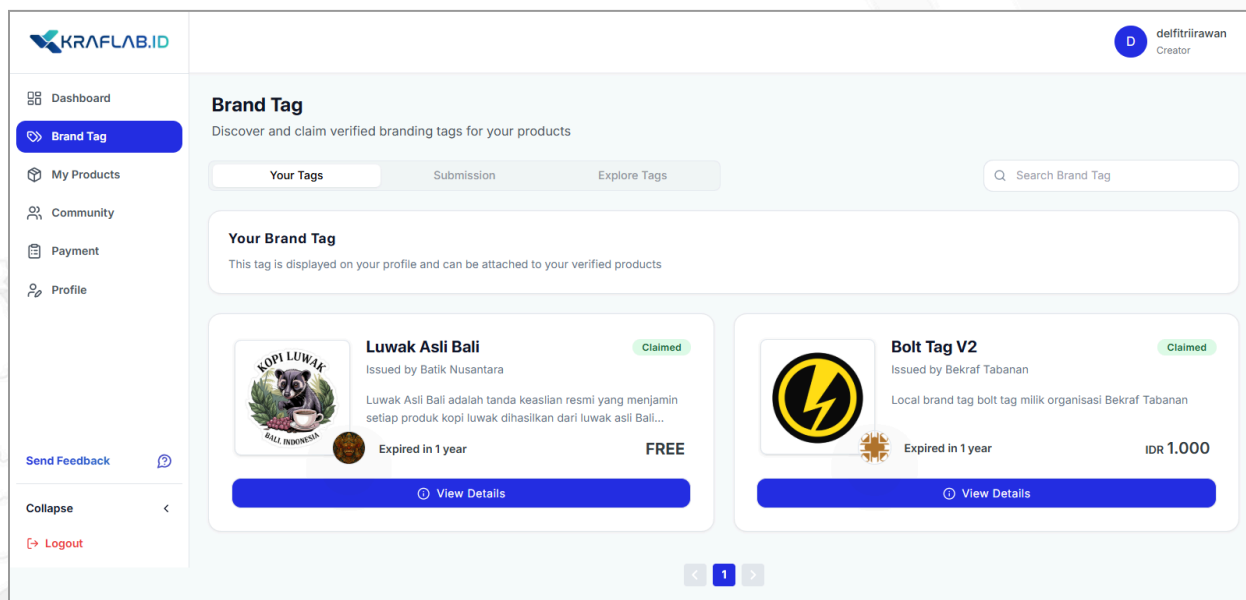 KRAFLAB.ID
D
delfitriirawan
Creator
Dashboard
Brand Tag
My Products
Community
Payment
Profile
Send Feedback
Collapse
Logout
Brand Tag
Discover and claim verified branding tags for your products
Your Tags
Submission
Explore Tags
Search Brand Tag
Your Brand Tag
This tag is displayed on your profile and can be attached to your verified products
KOPI LUWAK
BALI, INDONESIA
Luwak Asli Bali
Claimed
Issued by Batik Nusantara
Luwak Asli Bali adalah tanda keaslian resmi yang menjamin
setiap produk kopi luwak dihasilkan dari luwak asli Bali...
Expired in 1 year
FREE
View Details
Bolt Tag V2
Claimed
Issued by Bekraf Tabanan
Local brand tag bolt tag milik organisasi Bekraf Tabanan
Expired in 1 year
IDR 1.000
View Details
1